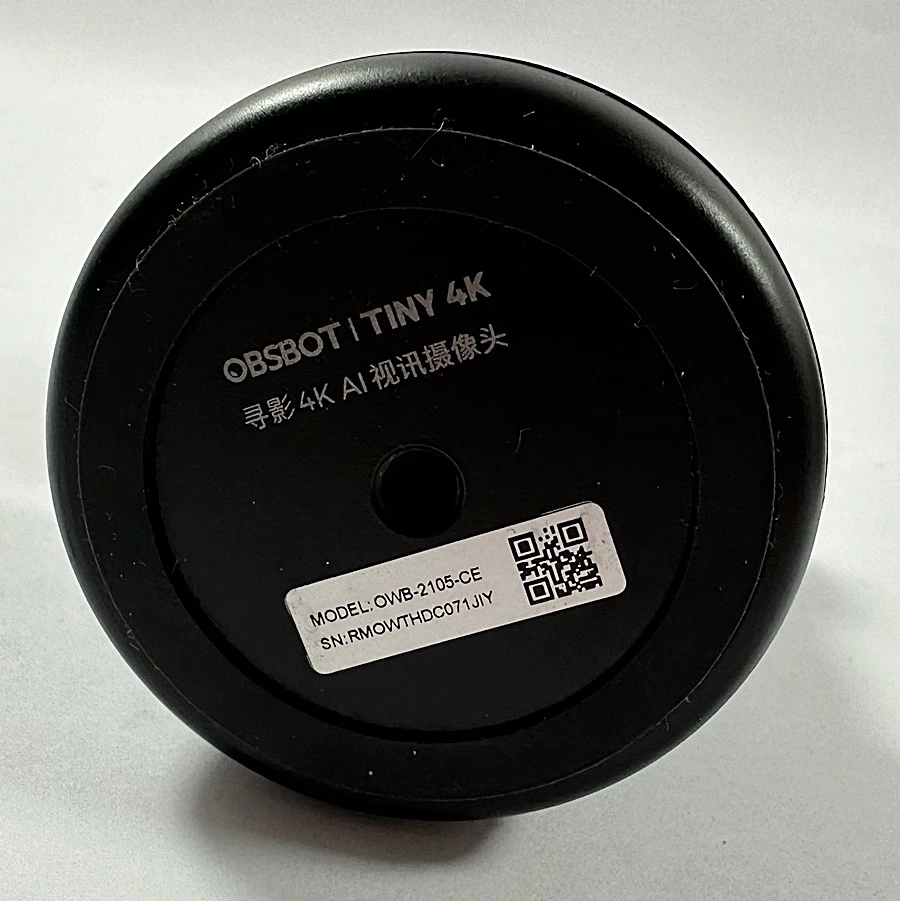 OBSBOT | TINY 4K
寻影 4K AI 视讯摄像头
MODEL:OWB-2105-CE
SN:RMOWTHDC071JIY